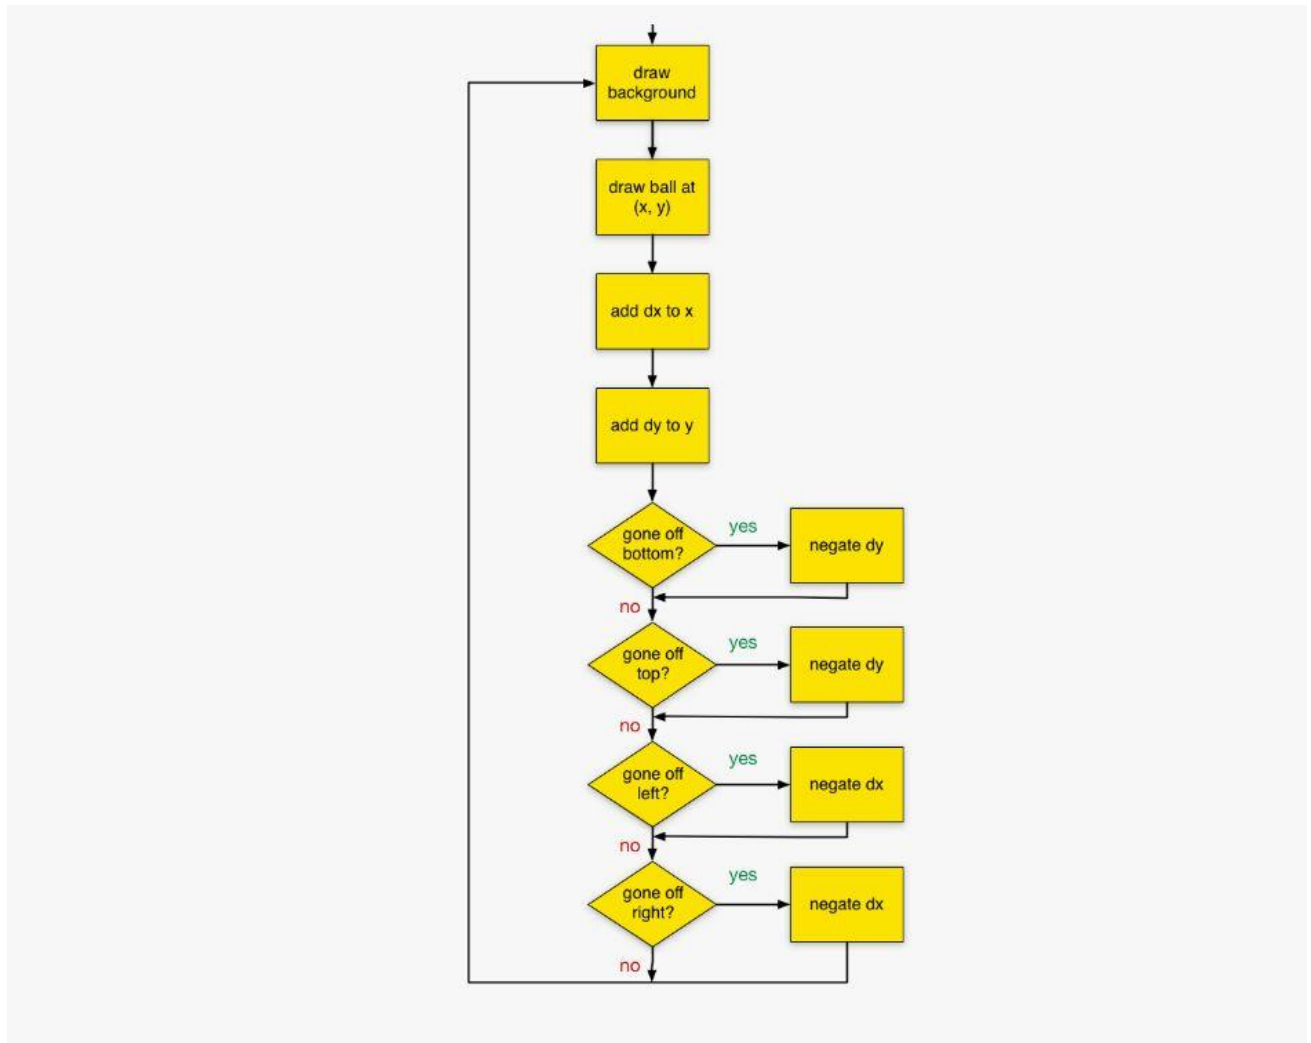 draw
background
draw ball at
(x, y)
add dx to x
add dy to y
gone off
bottom?
yes
negate dy
no
gone off
top?
yes
negate dy
no
gone off
left?
yes
negate dx
no
gone off
right?
yes
negate dx
no